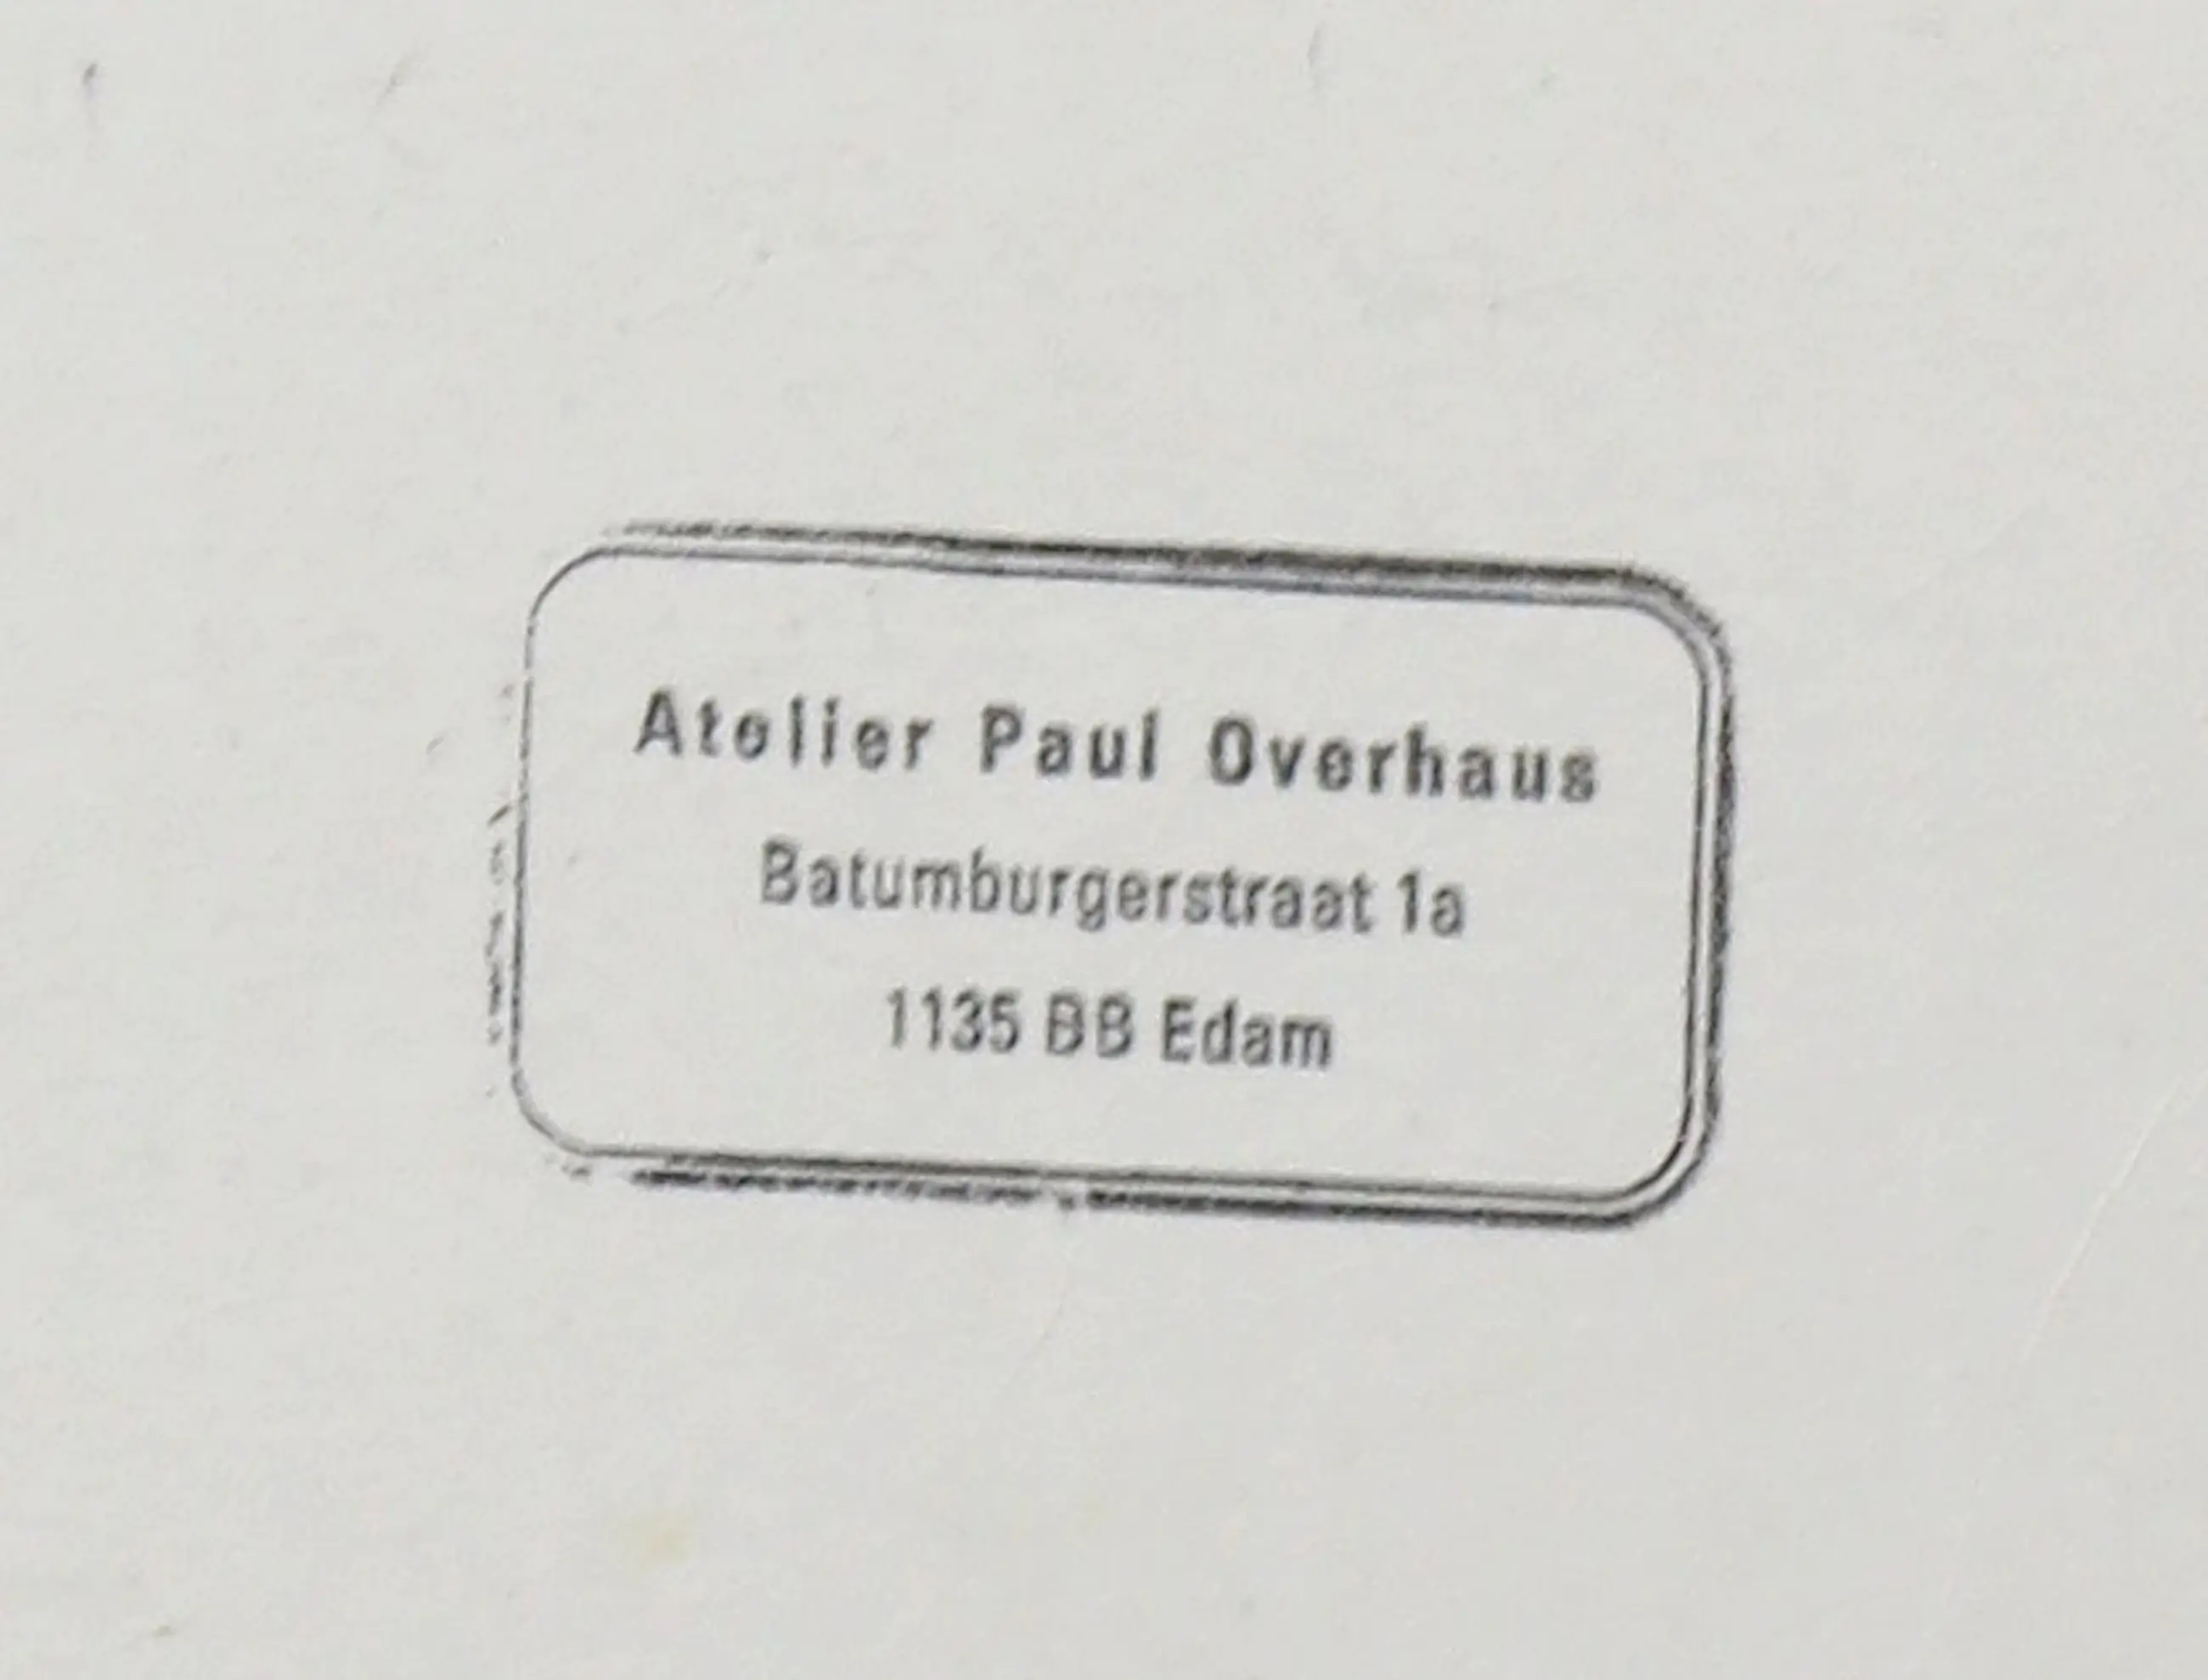 Atelier Paul Overhaus
Batumburgerstraat 1a
1135 BB Edam